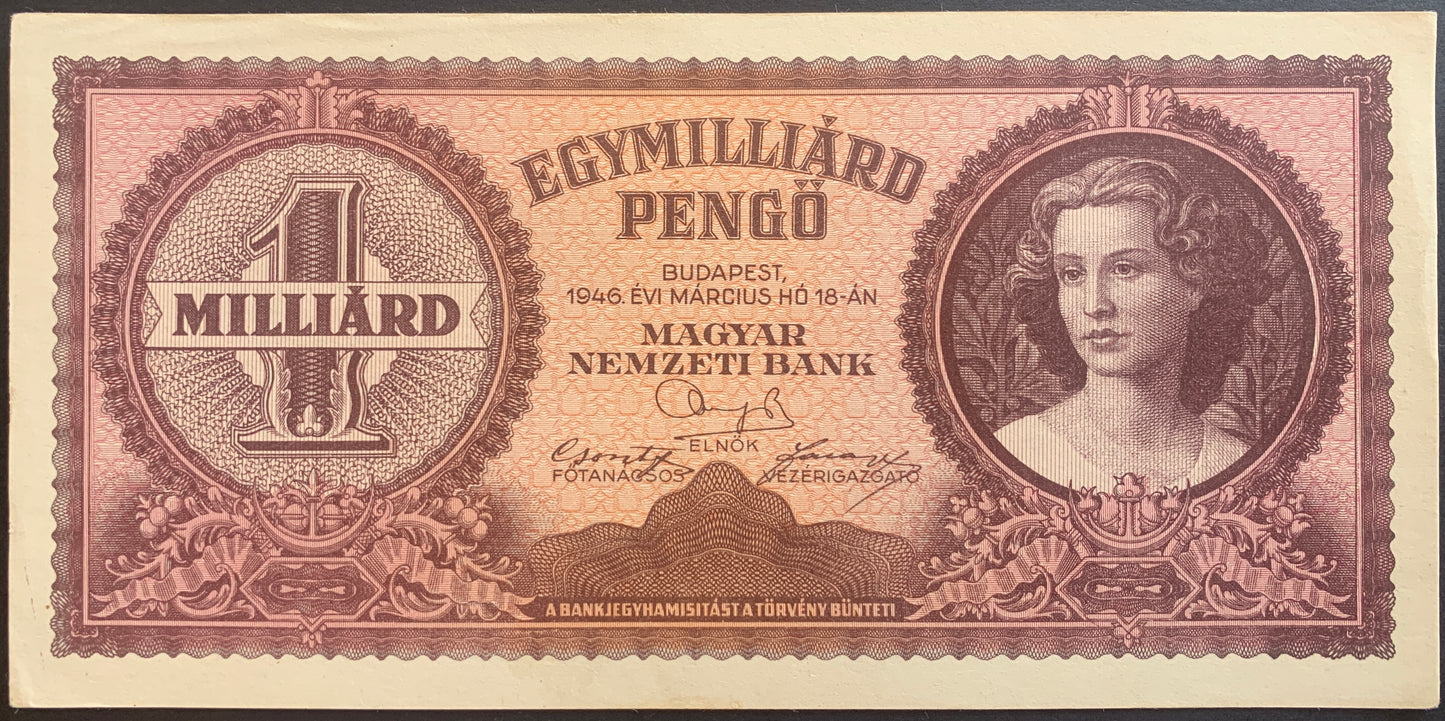 EGYMILLIÁRD
PENGŐ
1
MILLIÁRD
BUDAPEST,
1946. ÉVI MÁRCIUS HÓ 18-ÁN
MAGYAR
NEMZETI BANK
ELNÖK
FŐTANÁCSOS VEZÉRIGAZGATÓ
A BANKJEGYHAMISITÁST A TÖRVÉNY BÜNTETI